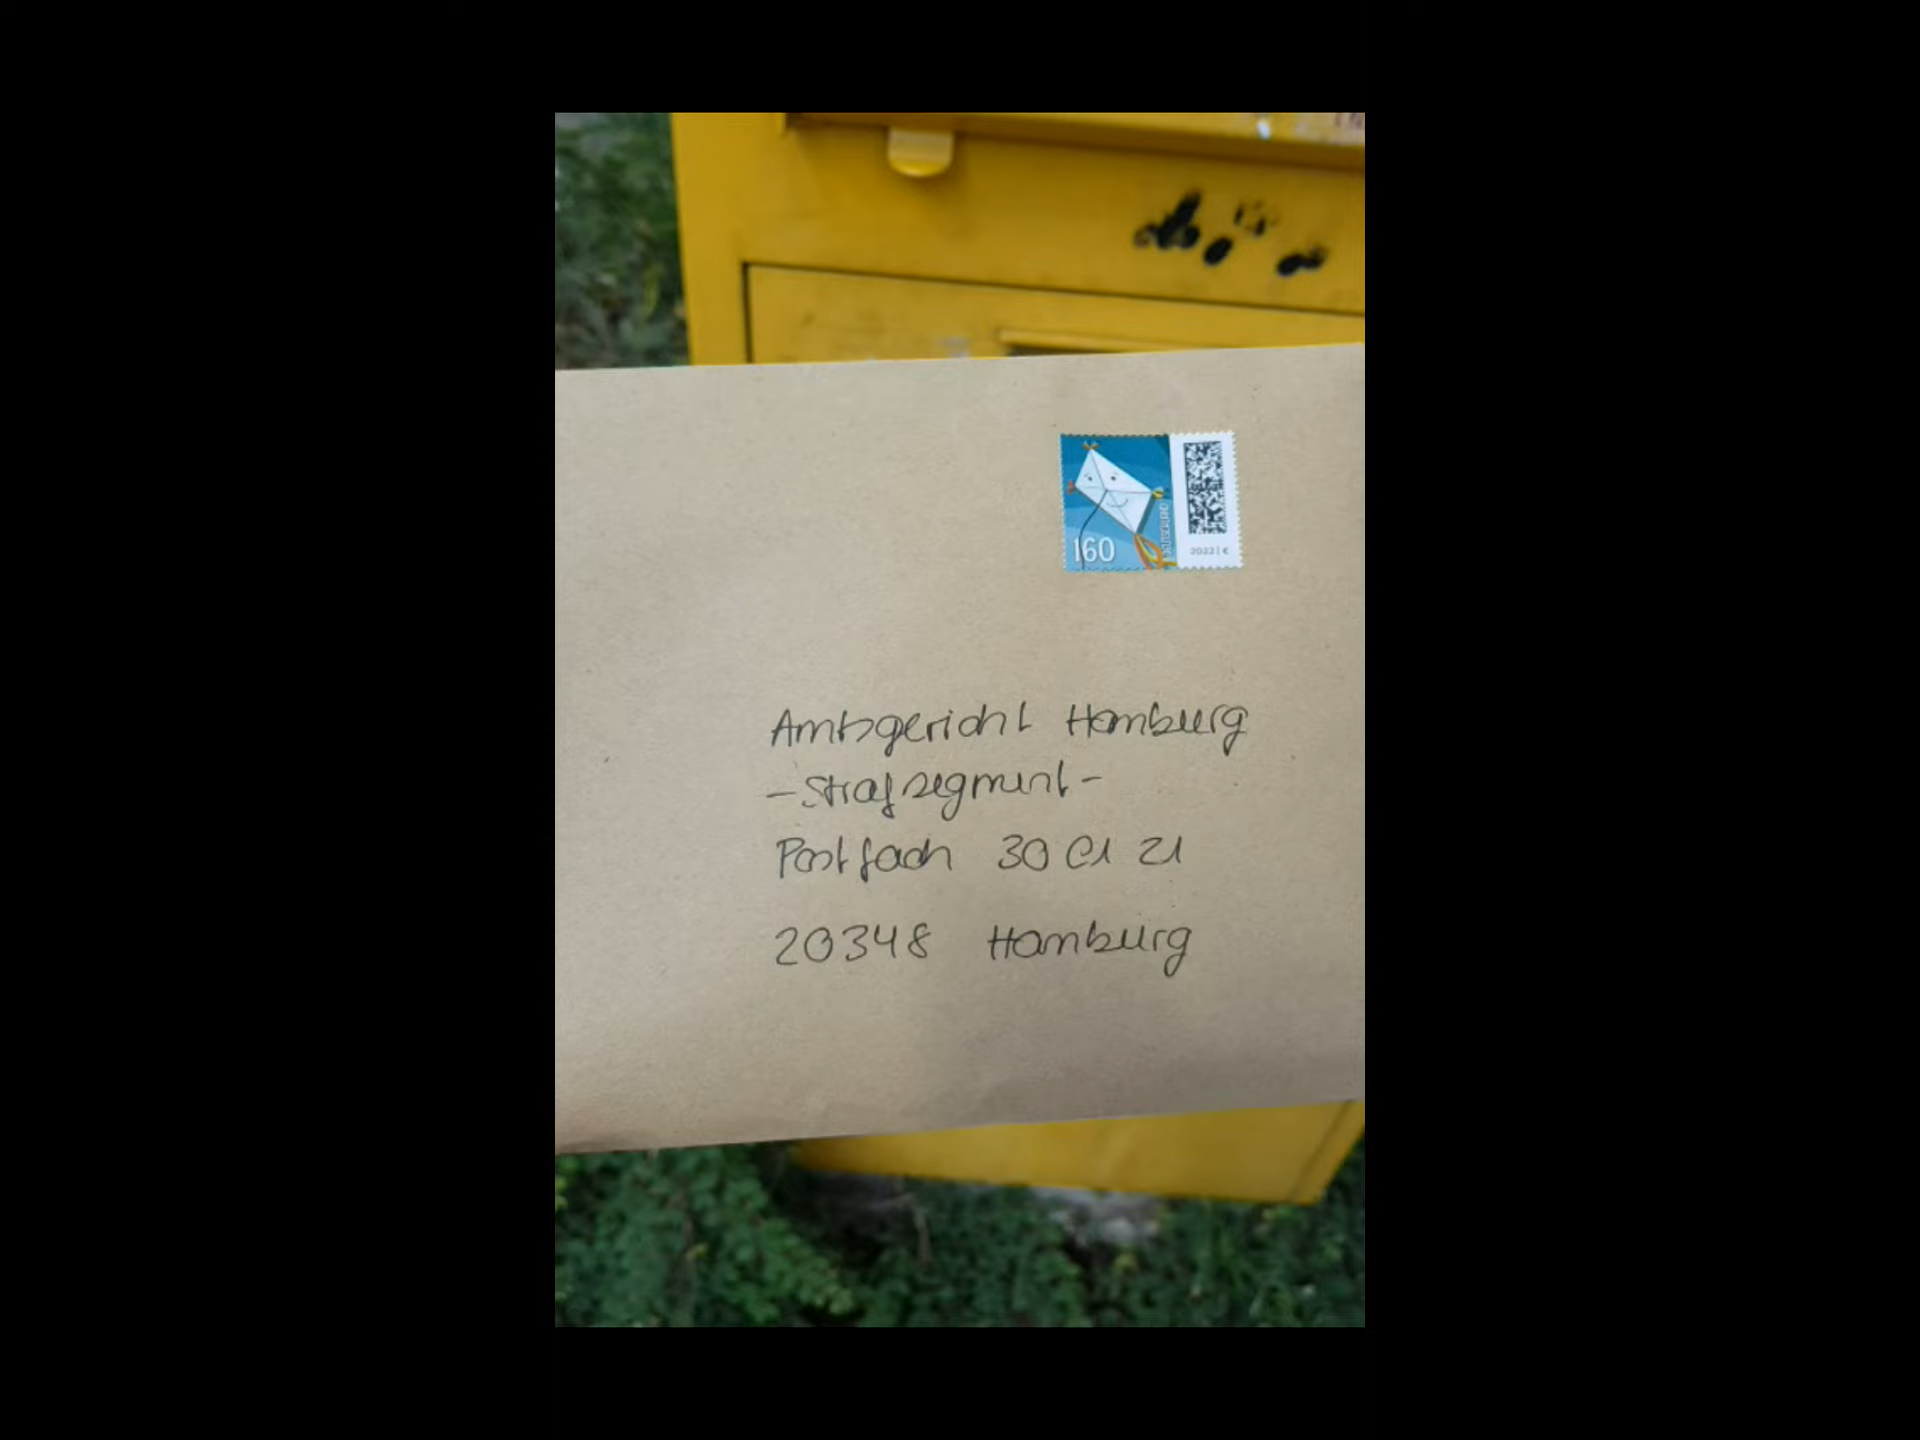 160
2022 | €
Amtsgericht Hamburg
- Strafsegment -
Postfach 30 01 21
20348 Hamburg